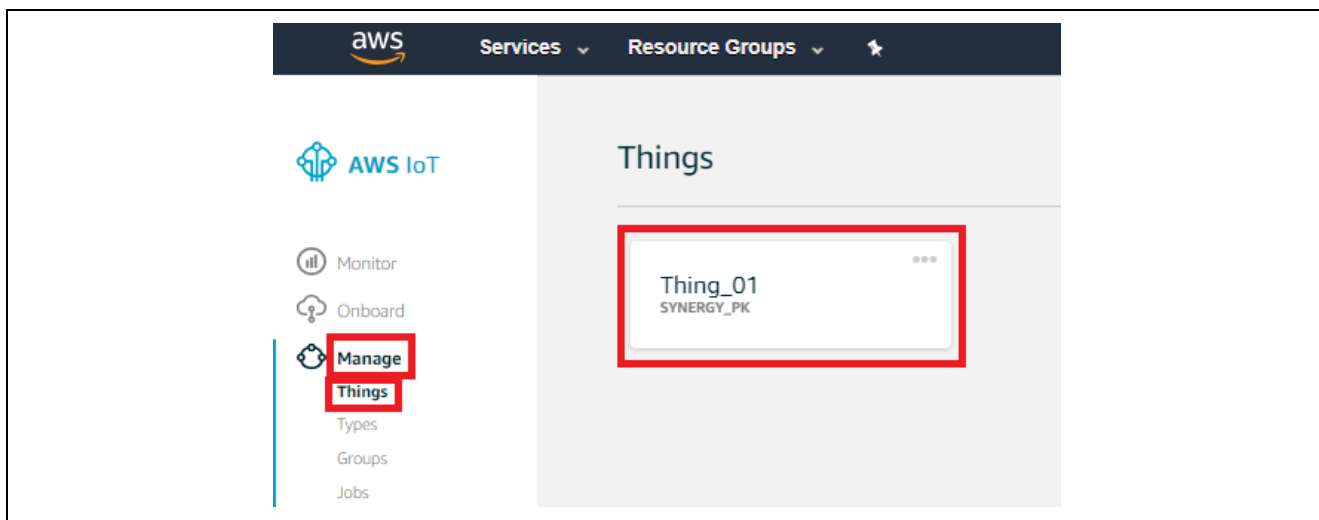 aws Services Resource Groups
AWS IoT
Things
Monitor
Onboard
Manage
Things
Types
Groups
Jobs
Thing_01
SYNERGY_PK